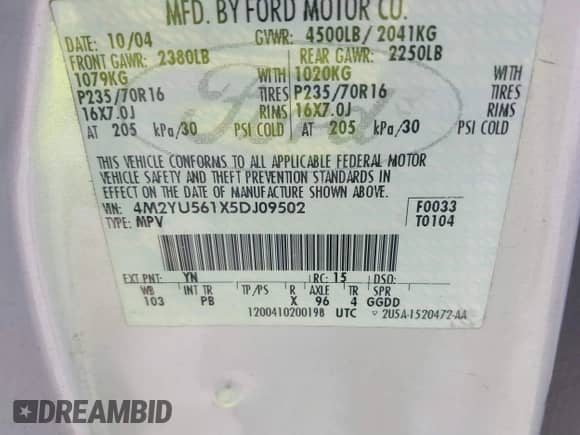 MFD. BY FORD MOTOR CO.
DATE: 10/04 GVWR: 4500LB/ 2041KG
FRONT GAWR: 2380LB REAR GAWR: 2250LB
1079KG WITH 1020KG WITH
P235/70R16 TIRES P235/70R16 TIRES
16X7.0J RIMS 16X7.0J RIMS
AT 205 kPa/30 PSI COLD AT 205 kPa/30 PSI COLD
THIS VEHICLE CONFORMS TO ALL APPLICABLE FEDERAL MOTOR
VEHICLE SAFETY AND THEFT PREVENTION STANDARDS IN
EFFECT ON THE DATE OF MANUFACTURE SHOWN ABOVE.
VIN: 4M2YU561X5DJ09502 F0033
TYPE: MPV T0104
EXT PNT: YN RC: 15 DSO:
WB INT TR TP/PS R AXLE TR SPR
103 PB X 96 4 GGDD
1200410200198 UTC 2U5A-1520472-AA
Ford
DREAMBID